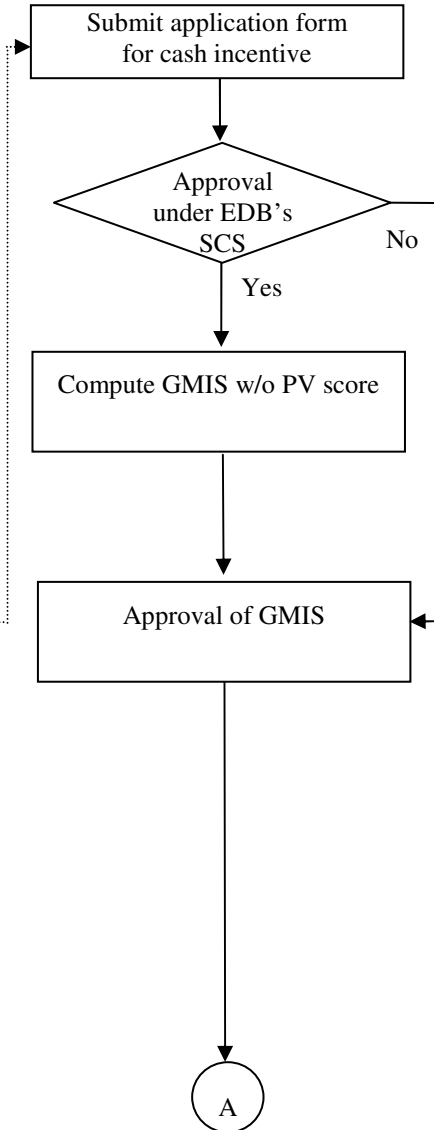 Submit application form
for cash incentive
Approval
under EDB's
SCS
No
Yes
Compute GMIS w/o PV score
Approval of GMIS
A